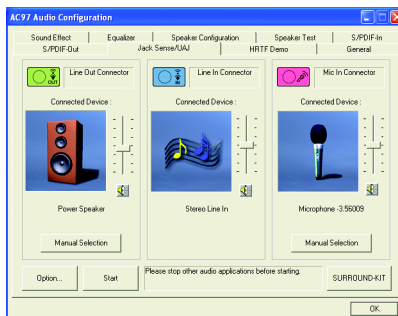 AC97 Audio Configuration
Sound Effect Equalizer Speaker Configuration Speaker Test S/PDIF-In
S/PDIF-Out Jack Sense/UAJ HRTF Demo General
OUT Line Out Connector
IN Line In Connector
Mic In Connector
Connected Device : Connected Device : Connected Device :
Power Speaker Stereo Line In Microphone -3.56009
Manual Selection Manual Selection
Option... Start Please stop other audio applications before starting. SURROUND-KIT
OK